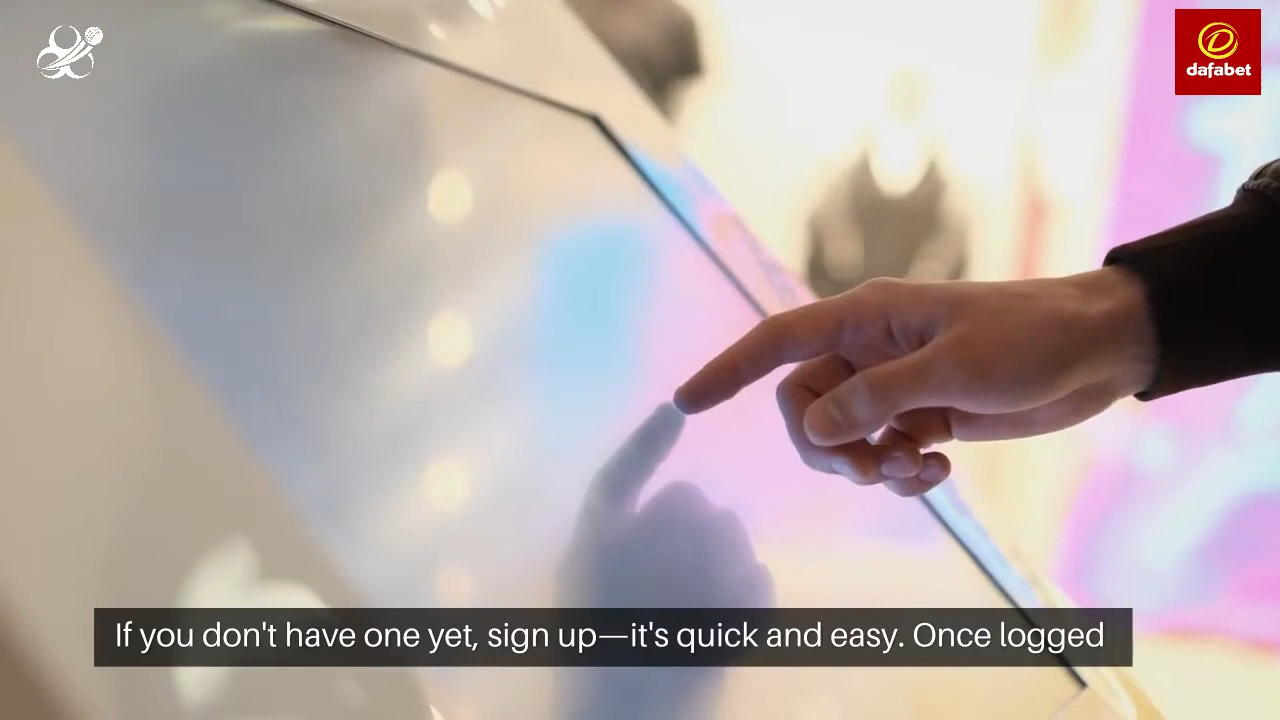 dafabet
If you don't have one yet, sign up—it's quick and easy. Once logged